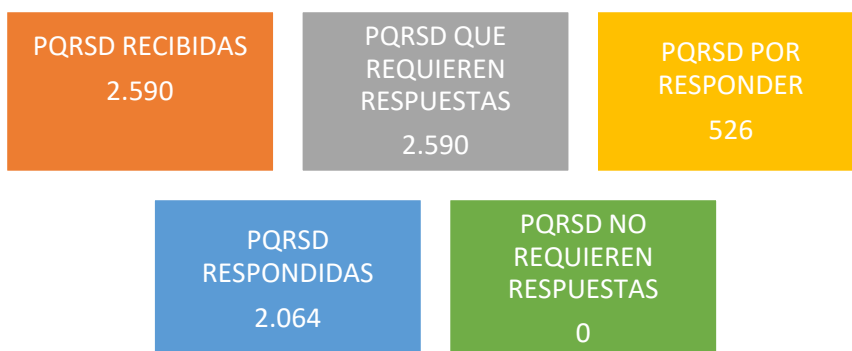 PQRSD RECIBIDAS
2.590
PQRSD QUE
REQUIEREN
RESPUESTAS
2.590
PQRSD POR
RESPONDER
526
PQRSD
RESPONDIDAS
2.064
PQRSD NO
REQUIEREN
RESPUESTAS
0